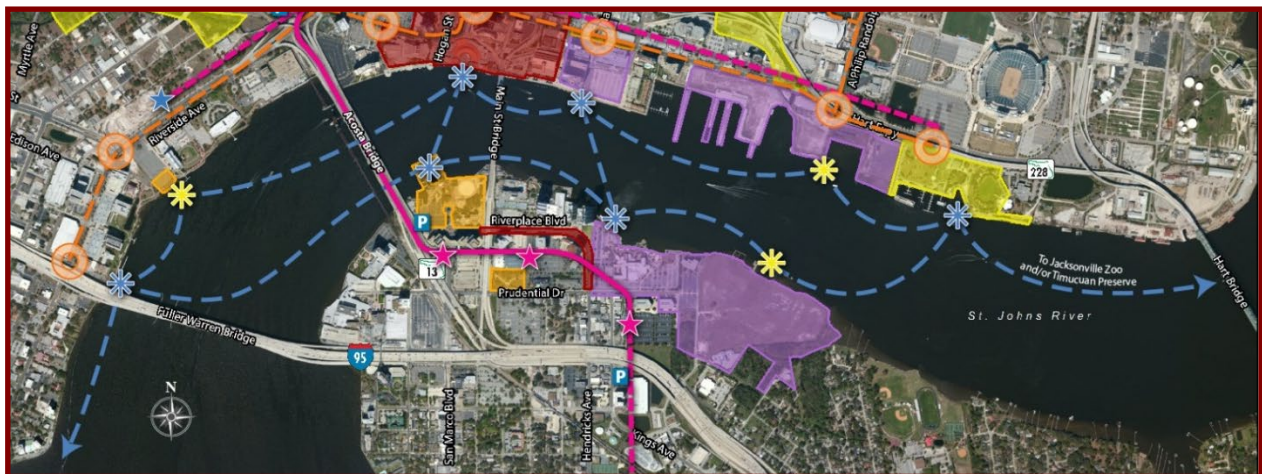 Myrtle Ave
Hogan St
A Philip Randolp
Riverside Ave
Edison Ave
Acosta Bridge
Main St Bridge
228
Riverplace Blvd
P
13
Prudential Dr
To Jacksonville Zoo
and/or Timucuan Preserve
Hart Bridge
St. Johns River
Fuller Warren Bridge
95
N
P
San Marco Blvd
Hendricks Ave
Kings Ave